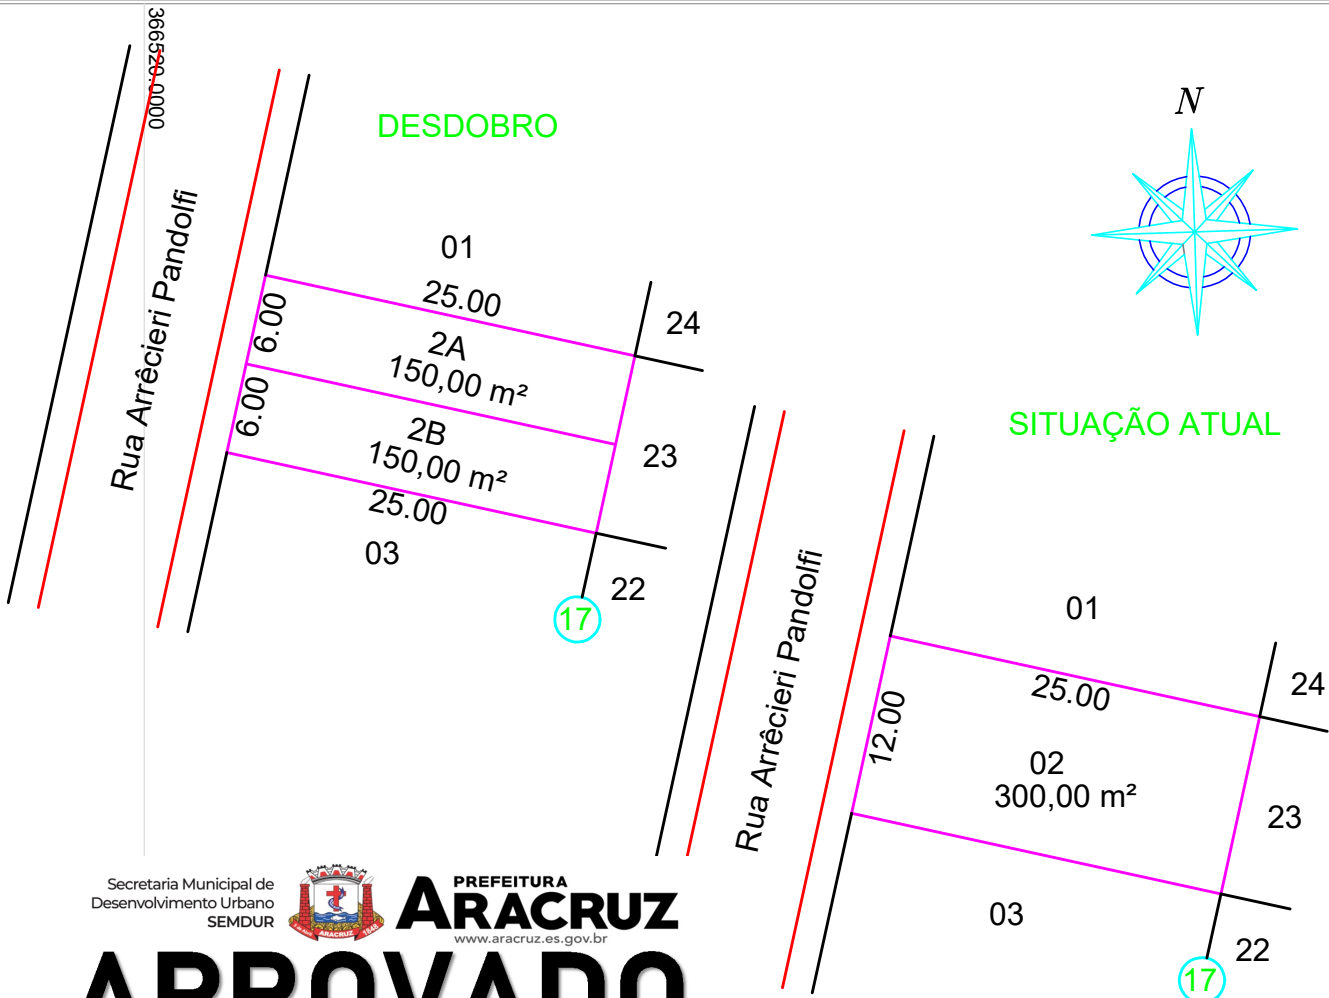 366520.0000
DESDOBRO
N
Rua Arrêcieri Pandolfi
01
25.00
24
6.00
2A
150,00 m²
6.00
2B
150,00 m²
23
25.00
03
22
17
SITUAÇÃO ATUAL
Rua Arrêcieri Pandolfi
01
25.00
24
12.00
02
300,00 m²
23
03
22
17
Secretaria Municipal de
Desenvolvimento Urbano
SEMDUR
ARACRUZ
1848
PREFEITURA
ARACRUZ
www.aracruz.es.gov.br
APROVADO